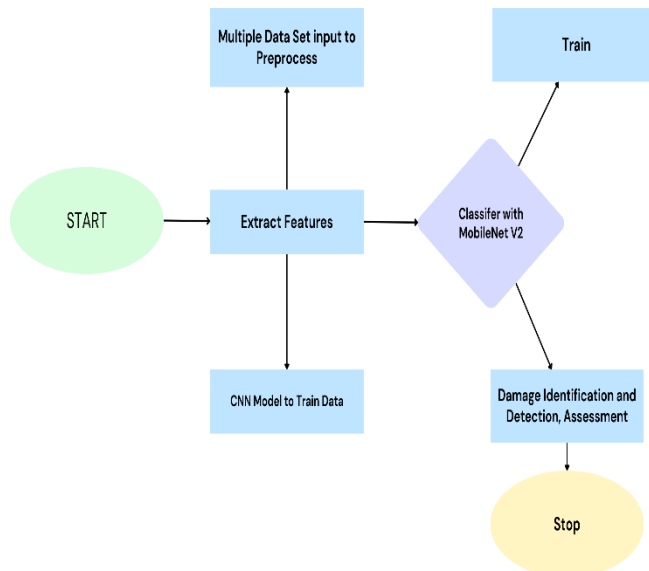 Multiple Data Set input to
Preprocess
Train
START
Extract Features
Classifer with
MobileNet V2
CNN Model to Train Data
Damage Identification and
Detection, Assessment
Stop